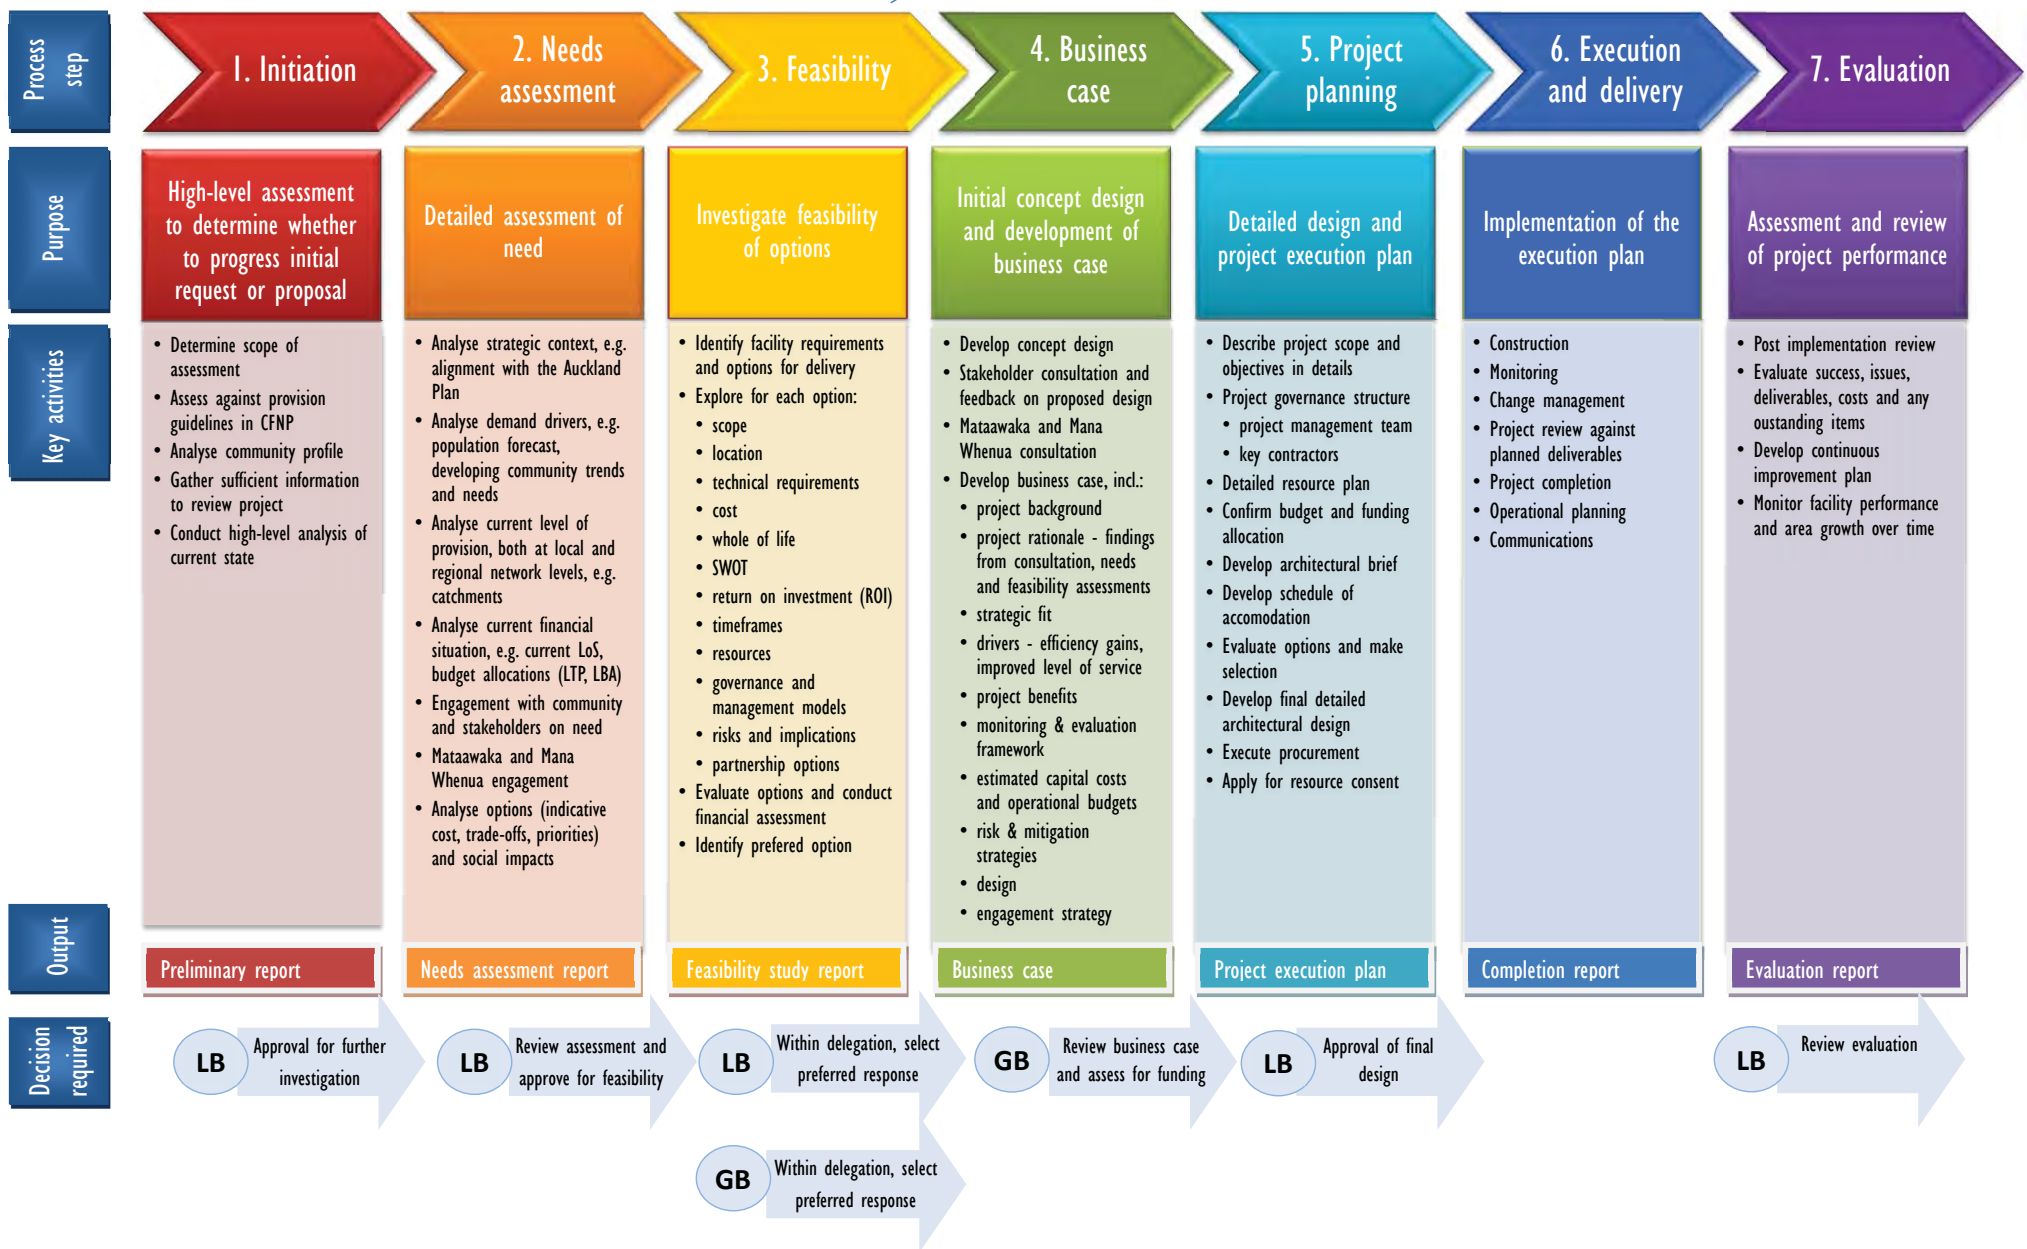 Process
step
1. Initiation
2. Needs
assessment
3. Feasibility
4. Business
case
5. Project
planning
6. Execution
and delivery
7. Evaluation
Purpose
High-level assessment
to determine whether
to progress initial
request or proposal
Detailed assessment of
need
Investigate feasibility
of options
Initial concept design
and development of
business case
Detailed design and
project execution plan
Implementation of the
execution plan
Assessment and review
of project performance
Key activities
• Determine scope of
assessment
• Assess against provision
guidelines in CFNP
• Analyse community profile
• Gather sufficient information
to review project
• Conduct high-level analysis of
current state
• Analyse strategic context, e.g.
alignment with the Auckland
Plan
• Analyse demand drivers, e.g.
population forecast,
developing community trends
and needs
• Analyse current level of
provision, both at local and
regional network levels, e.g.
catchments
• Analyse current financial
situation, e.g. current LoS,
budget allocations (LTP, LBA)
• Engagement with community
and stakeholders on need
• Mataawaka and Mana
Whenua engagement
• Analyse options (indicative
cost, trade-offs, priorities)
and social impacts
• Identify facility requirements
and options for delivery
• Explore for each option:
• scope
• location
• technical requirements
• cost
• whole of life
• SWOT
• return on investment (ROI)
• timeframes
• resources
• governance and
management models
• risks and implications
• partnership options
• Evaluate options and conduct
financial assessment
• Identify prefered option
• Develop concept design
• Stakeholder consultation and
feedback on proposed design
• Mataawaka and Mana
Whenua consultation
• Develop business case, incl.:
• project background
• project rationale - findings
from consultation, needs
and feasibility assessments
• strategic fit
• drivers - efficiency gains,
improved level of service
• project benefits
• monitoring & evaluation
framework
• estimated capital costs
and operational budgets
• risk & mitigation
strategies
• design
• engagement strategy
• Describe project scope and
objectives in details
• Project governance structure
• project management team
• key contractors
• Detailed resource plan
• Confirm budget and funding
allocation
• Develop architectural brief
• Develop schedule of
accomodation
• Evaluate options and make
selection
• Develop final detailed
architectural design
• Execute procurement
• Apply for resource consent
• Construction
• Monitoring
• Change management
• Project review against
planned deliverables
• Project completion
• Operational planning
• Communications
• Post implementation review
• Evaluate success, issues,
deliverables, costs and any
oustanding items
• Develop continuous
improvement plan
• Monitor facility performance
and area growth over time
Output
Preliminary report
Needs assessment report
Feasibility study report
Business case
Project execution plan
Completion report
Evaluation report
Decision
required
LB
Approval for further
investigation
LB
Review assessment and
approve for feasibility
LB
Within delegation, select
preferred response
GB
Review business case
and assess for funding
LB
Approval of final
design
LB
Review evaluation
GB
Within delegation, select
preferred response